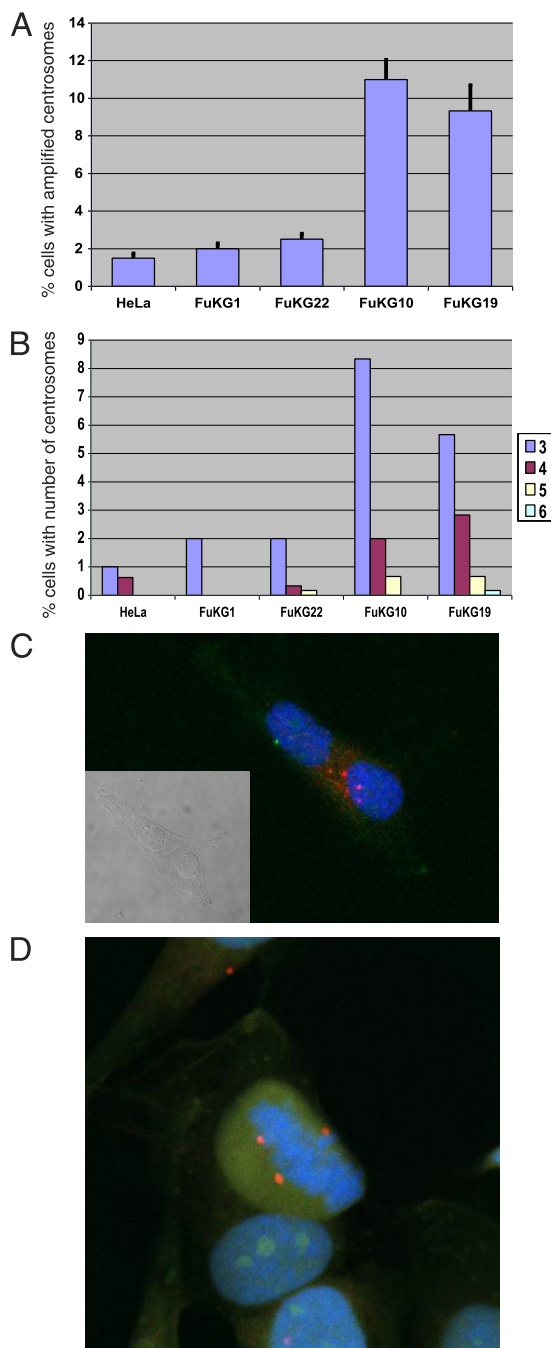 A
% cells with amplified centrosomes
14
12
10
8
6
4
2
0
HeLa FuKG1 FuKG22 FuKG10 FuKG19
B
% cells with number of centrosomes
9
8
7
6
5
4
3
2
1
0
HeLa FuKG1 FuKG22 FuKG10 FuKG19
3
4
5
6
C
D